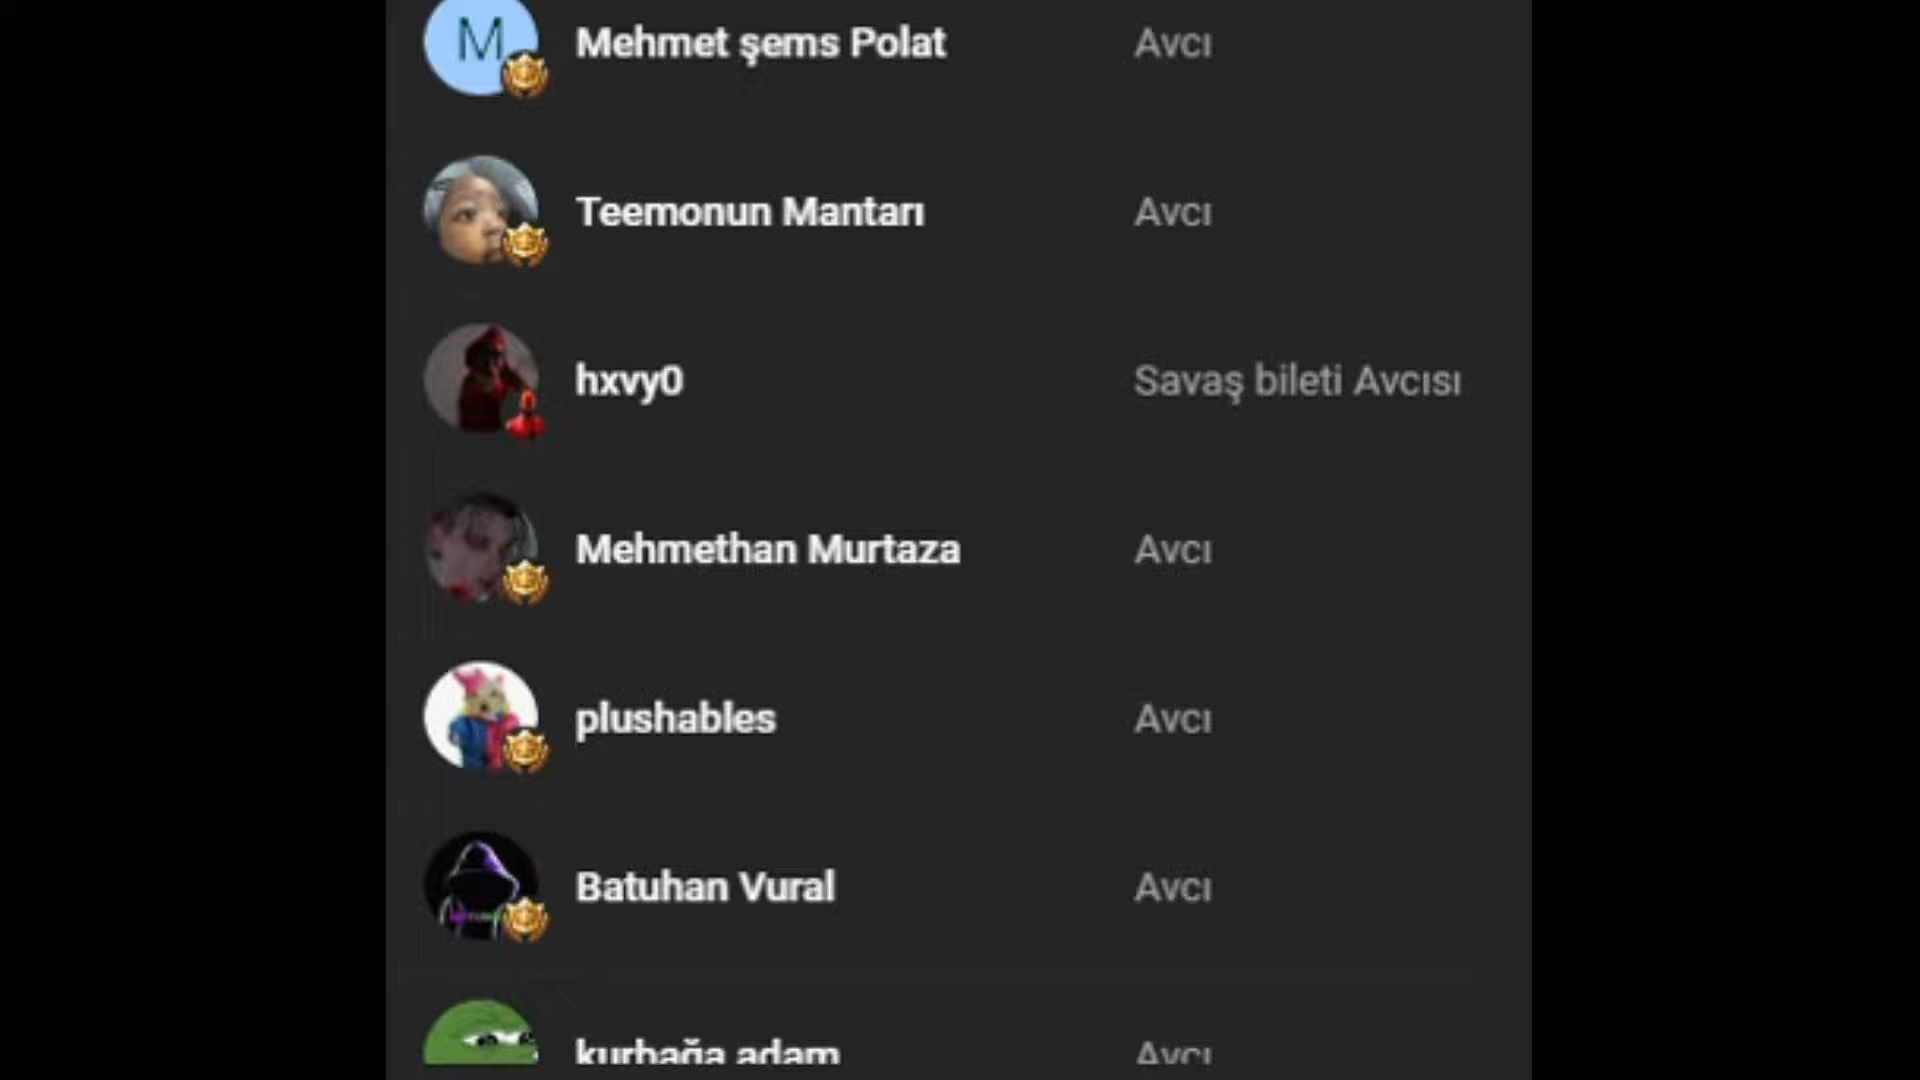 M
Mehmet şems Polat Avcı
Teemonun Mantarı Avcı
hxvy0 Savaş bileti Avcısı
Mehmethan Murtaza Avcı
plushables Avcı
Batuhan Vural Avcı
kurbağa adam Avcı